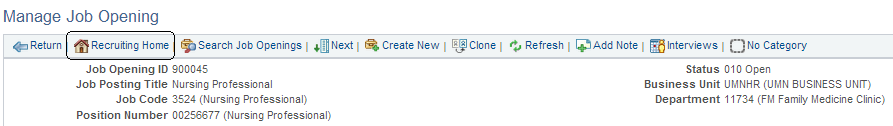 Manage Job Opening
Return Recruiting Home Search Job Openings | Next | Create New | Clone | Refresh | Add Note | Interviews | No Category
Job Opening ID 900045 Status 010 Open
Job Posting Title Nursing Professional Business Unit UMNHR (UMN BUSINESS UNIT)
Job Code 3524 (Nursing Professional) Department 11734 (FM Family Medicine Clinic)
Position Number 00256677 (Nursing Professional)